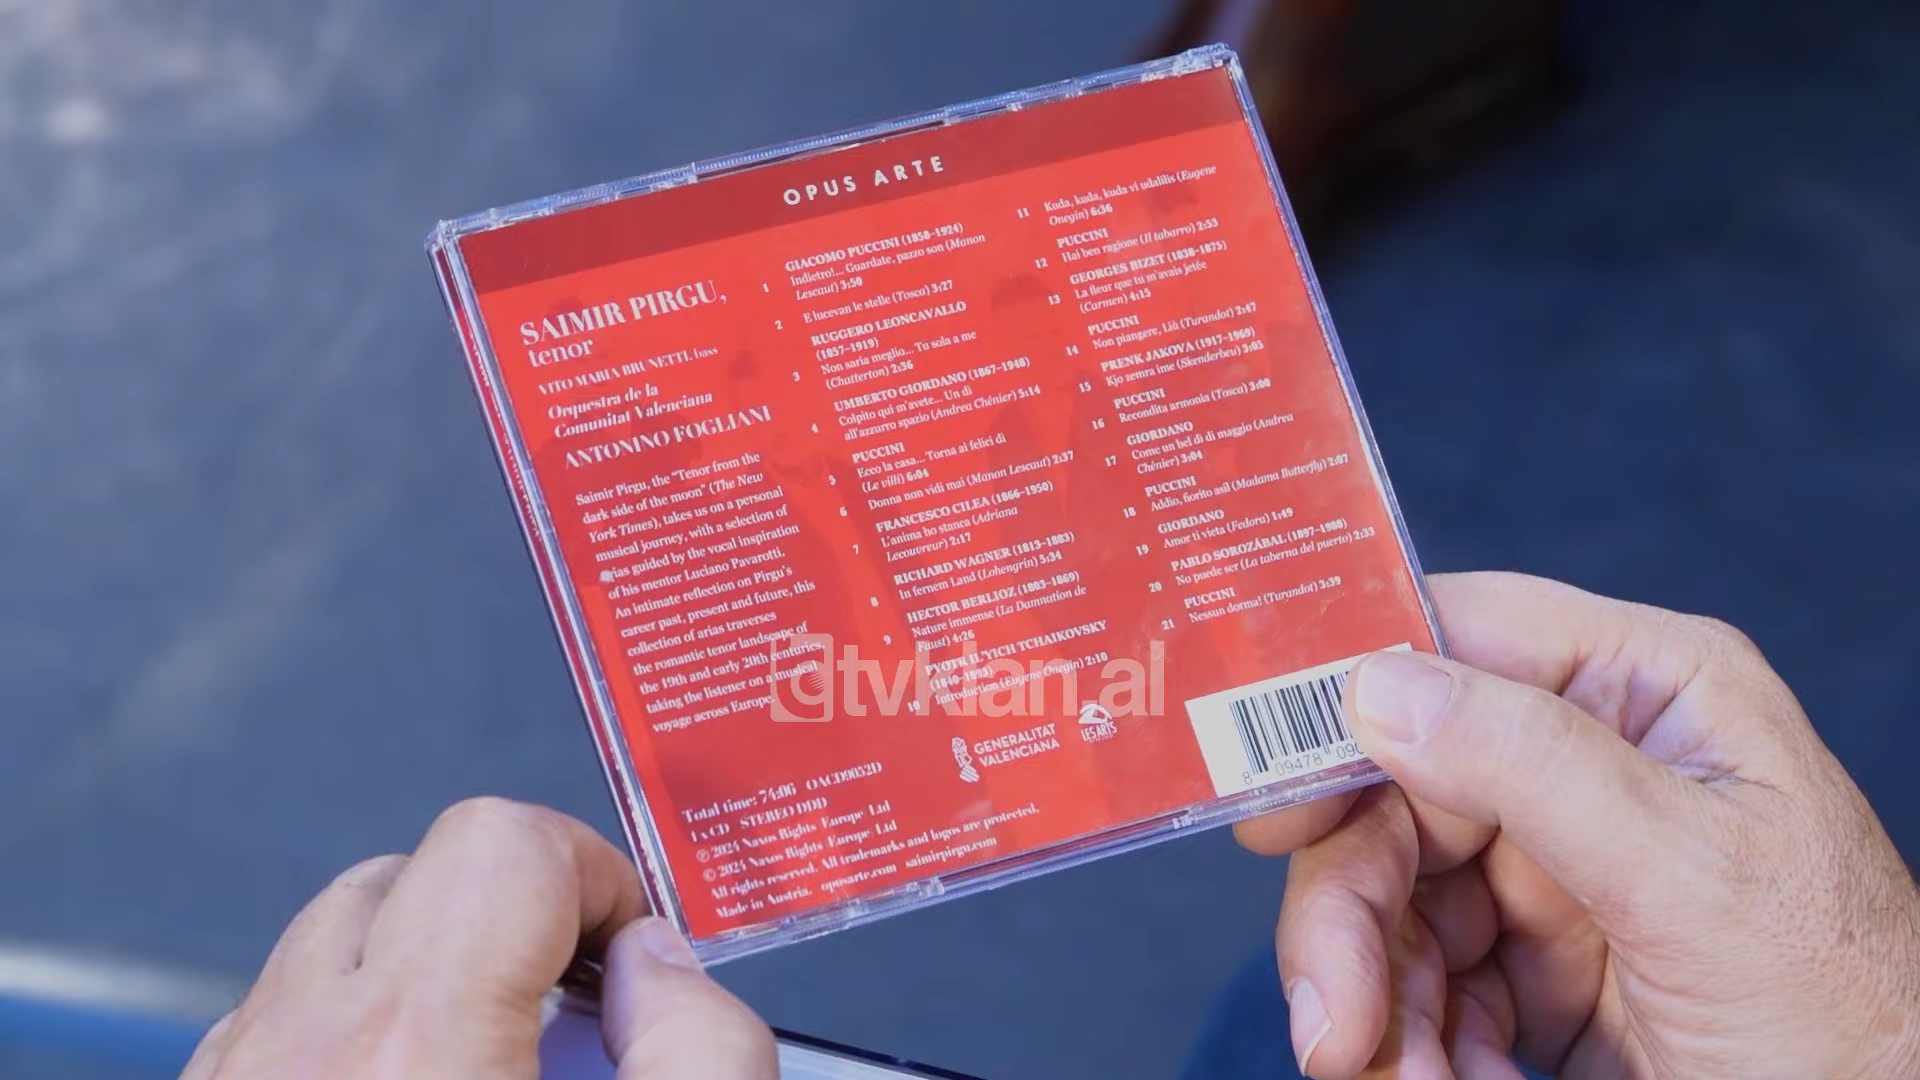 OPUS ARTE
SAIMIR PIRGU,
tenor
VITO MARIA BRUNETTI, bass
Orquestra de la
Comunitat Valenciana
ANTONINO FOGLIANI
Saimir Pirgu, the "Tenor from the
dark side of the moon" (The New
York Times), takes us on a personal
musical journey, with a selection of
arias guided by the vocal inspiration
of his mentor Luciano Pavarotti.
An intimate reflection on Pirgu's
career past, present and future, this
collection of arias traverses
the romantic tenor landscape of
the 19th and early 20th centuries,
taking the listener on a musical
voyage across Europe.
Total time: 74:06 OACD9052D
1 x CD STEREO DDD
℗ 2024 Naxos Rights (Europe) Ltd
© 2024 Naxos Rights (Europe) Ltd
All rights reserved. All trademarks and logos are protected.
Made in Austria. opusarte.com saimirpirgu.com
GIACOMO PUCCINI (1858–1924)
1 Indietro!... Guardate, pazzo son (Manon
Lescaut) 3:50
2 E lucevan le stelle (Tosca) 3:27
RUGGERO LEONCAVALLO
(1857–1919)
3 Non saria meglio... Tu sola a me
(Chatterton) 2:36
UMBERTO GIORDANO (1867–1948)
4 Colpito qui m'avete... Un dì
all'azzurro spazio (Andrea Chénier) 5:14
PUCCINI
5 Ecco la casa... Torna ai felici dì
(Le villi) 6:04
6 Donna non vidi mai (Manon Lescaut) 2:37
FRANCESCO CILEA (1866–1950)
7 L'anima ho stanca (Adriana
Lecouvreur) 2:17
RICHARD WAGNER (1813–1883)
8 In fernem Land (Lohengrin) 5:34
HECTOR BERLIOZ (1803–1869)
9 Nature immense (La Damnation de
Faust) 4:26
PYOTR IL'YICH TCHAIKOVSKY
(1840–1893)
10 Introduction (Eugene Onegin) 2:10
11 Kuda, kuda, kuda vi udalilis (Eugene
Onegin) 6:36
PUCCINI
12 Hai ben ragione (Il tabarro) 2:53
GEORGES BIZET (1838–1875)
13 La fleur que tu m'avais jetée
(Carmen) 4:15
PUCCINI
14 Non piangere, Liù (Turandot) 2:47
PRENK JAKOVA (1917–1969)
15 Kjo zemra ime (Skenderbeu) 3:05
PUCCINI
16 Recondita armonia (Tosca) 3:00
GIORDANO
17 Come un bel dì di maggio (Andrea
Chénier) 3:04
PUCCINI
18 Addio, fiorito asil (Madama Butterfly) 2:07
GIORDANO
19 Amor ti vieta (Fedora) 1:49
PABLO SOROZÁBAL (1897–1988)
20 No puede ser (La taberna del puerto) 2:33
PUCCINI
21 Nessun dorma! (Turandot) 3:39
GENERALITAT
VALENCIANA
LES ARTS
8 09478 090
tvklan.al